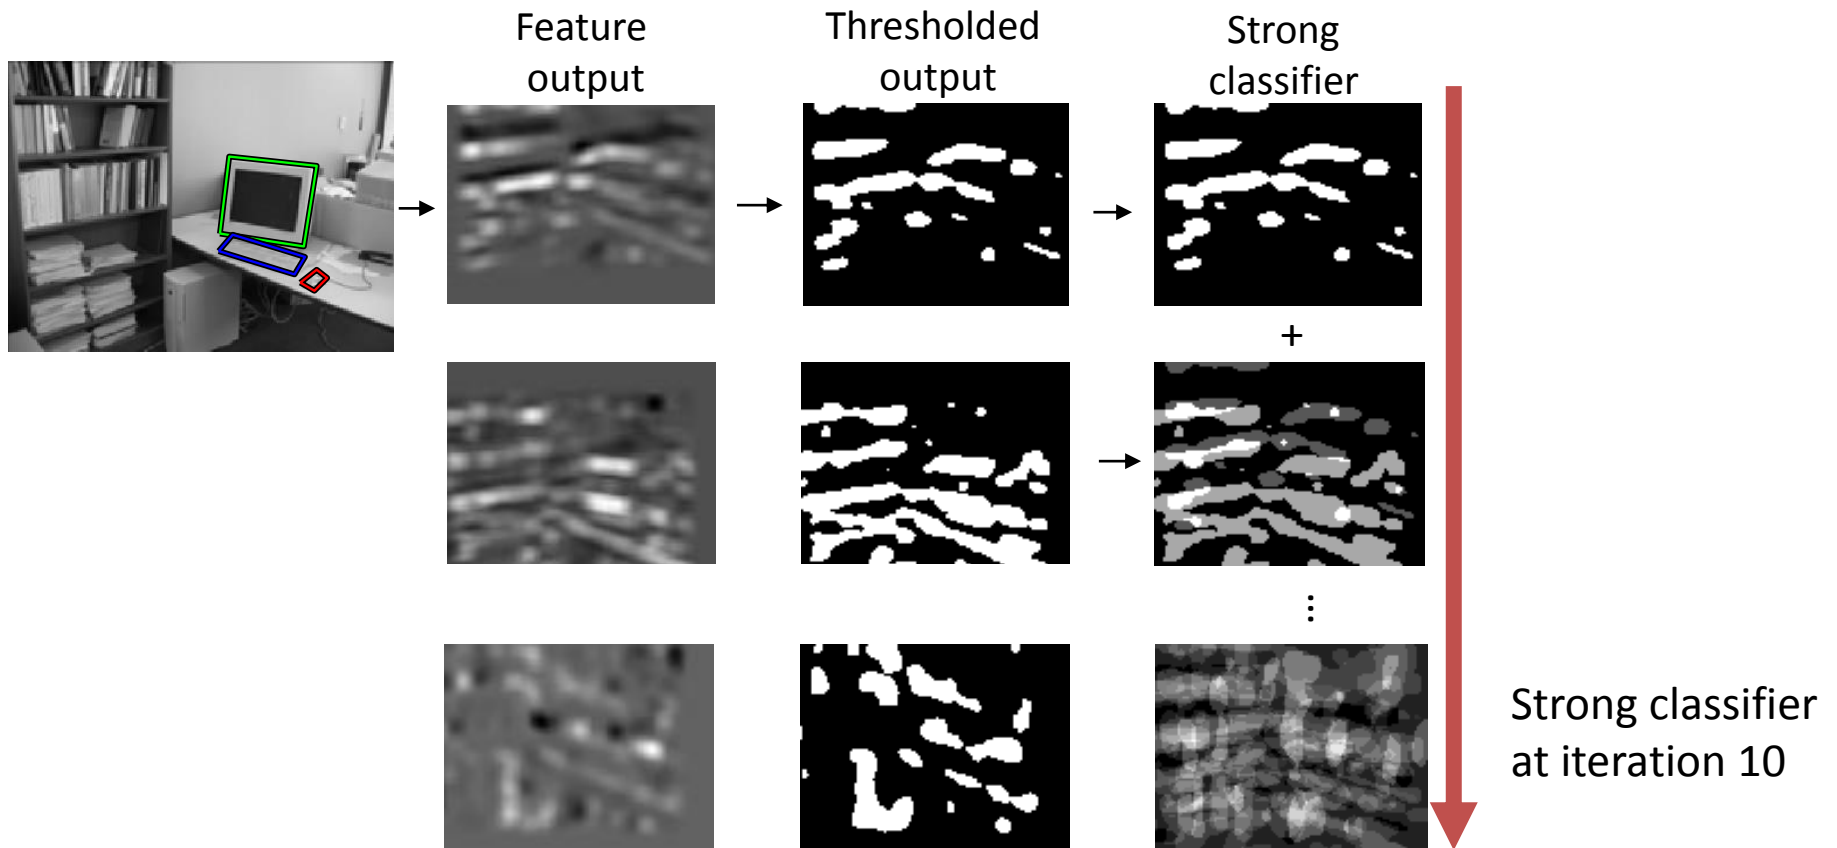 Feature
output
Thresholded
output
Strong
classifier
+
⋮
Strong classifier
at iteration 10